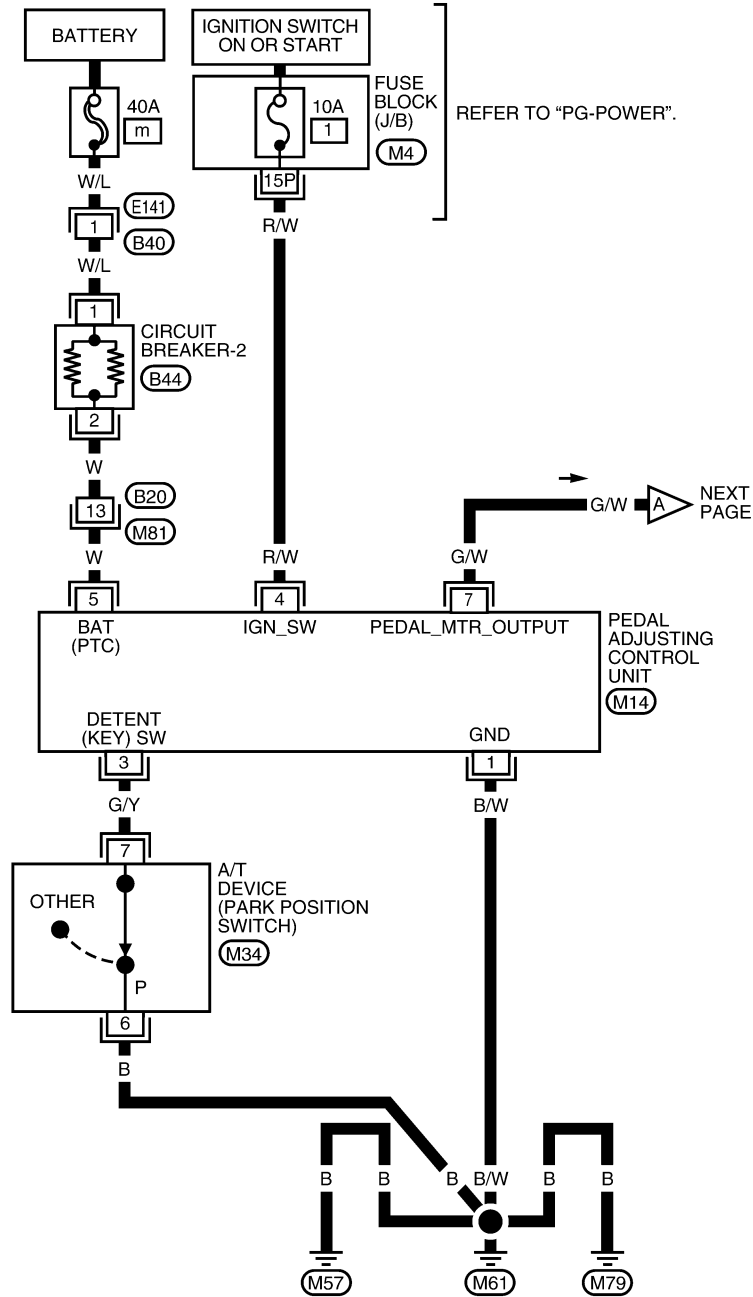 BATTERY
IGNITION SWITCH
ON OR START
40A
m
10A
1
FUSE
BLOCK
(J/B)
M4
REFER TO “PG-POWER”.
15P
W/L
R/W
E141
1
B40
W/L
1
CIRCUIT
BREAKER-2
B44
2
W
B20
13
M81
W
R/W
G/W
G/W
A
NEXT
PAGE
5
4
7
BAT
(PTC)
IGN_SW
PEDAL_MTR_OUTPUT
PEDAL
ADJUSTING
CONTROL
UNIT
M14
DETENT
(KEY) SW
GND
3
1
G/Y
B/W
7
A/T
DEVICE
(PARK POSITION
SWITCH)
M34
OTHER
P
6
B
B
B
B
B/W
B
B
M57
M61
M79